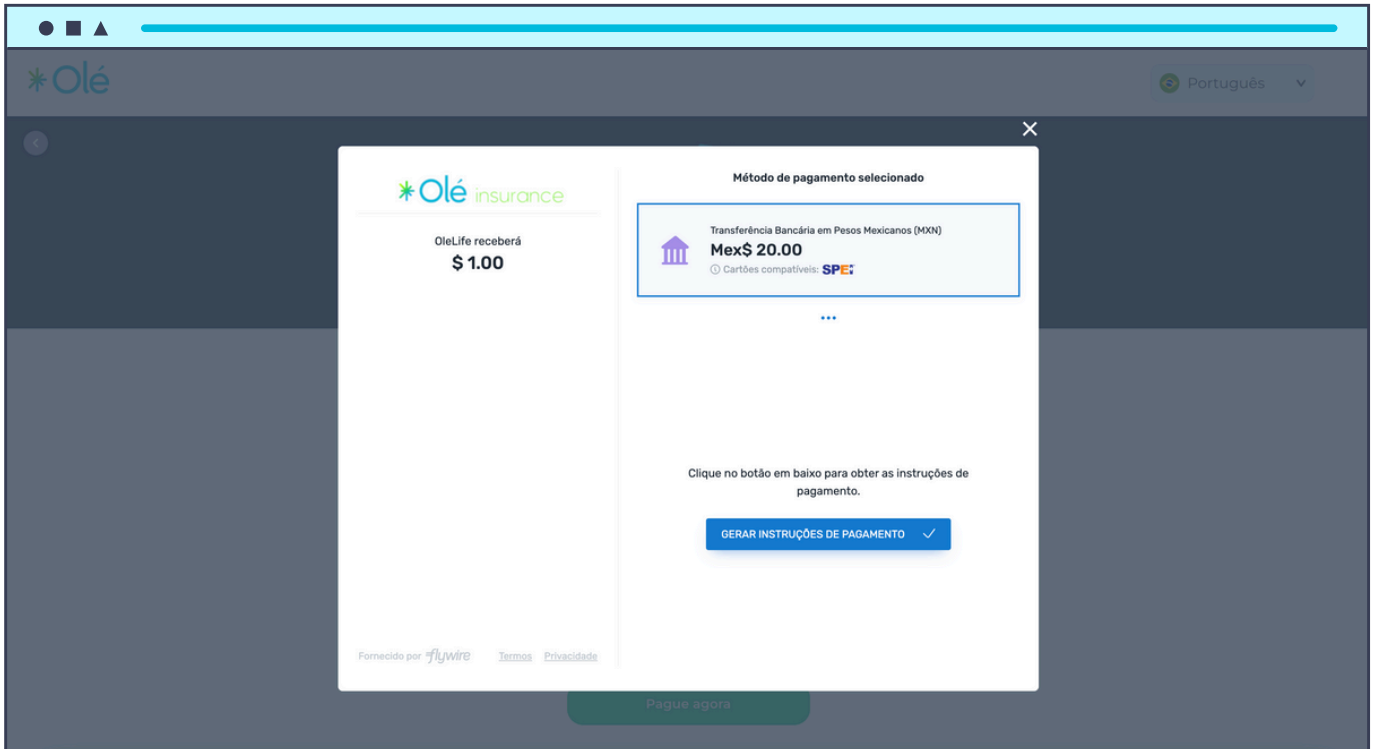 Olé
Português
Olé insurance
OleLife receberá
$ 1.00
Método de pagamento selecionado
Transferência Bancária em Pesos Mexicanos (MXN)
Mex$ 20.00
Cartões compatíveis: SPEI
Clique no botão em baixo para obter as instruções de
pagamento.
GERAR INSTRUÇÕES DE PAGAMENTO
Fornecido por flywire Termos Privacidade
Pague agora